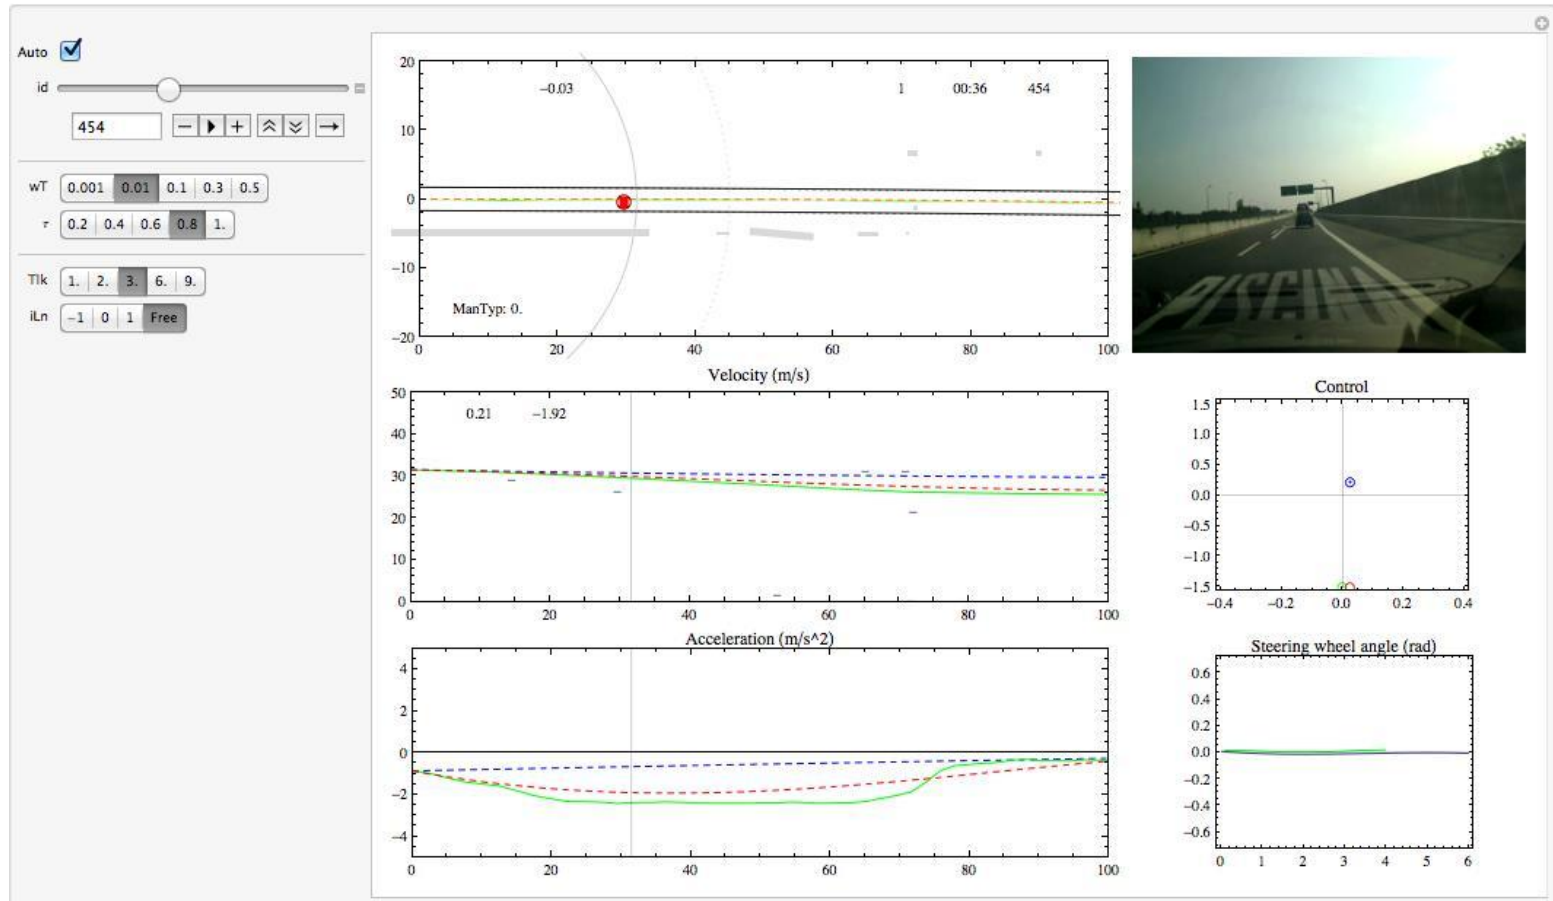 Auto
id
454
wT 0.001 0.01 0.1 0.3 0.5
τ 0.2 0.4 0.6 0.8 1.
Tlk 1. 2. 3. 6. 9.
iLn −1 0 1 Free
20
10
0
−10
−20
−0.03 1 00:36 454
ManTyp: 0.
0 20 40 60 80 100
PISCINA
Velocity (m/s)
50
40
30
20
10
0
0.21 −1.92
0 20 40 60 80 100
Control
1.5
1.0
0.5
0.0
−0.5
−1.0
−1.5
−0.4 −0.2 0.0 0.2 0.4
Acceleration (m/s^2)
4
2
0
−2
−4
0 20 40 60 80 100
Steering wheel angle (rad)
0.6
0.4
0.2
0.0
−0.2
−0.4
−0.6
0 1 2 3 4 5 6